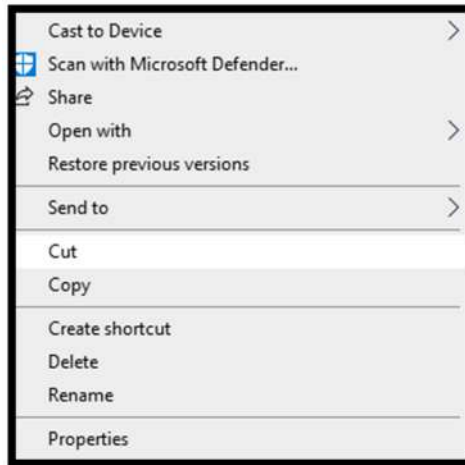 Cast to Device
Scan with Microsoft Defender...
Share
Open with
Restore previous versions
Send to
Cut
Copy
Create shortcut
Delete
Rename
Properties